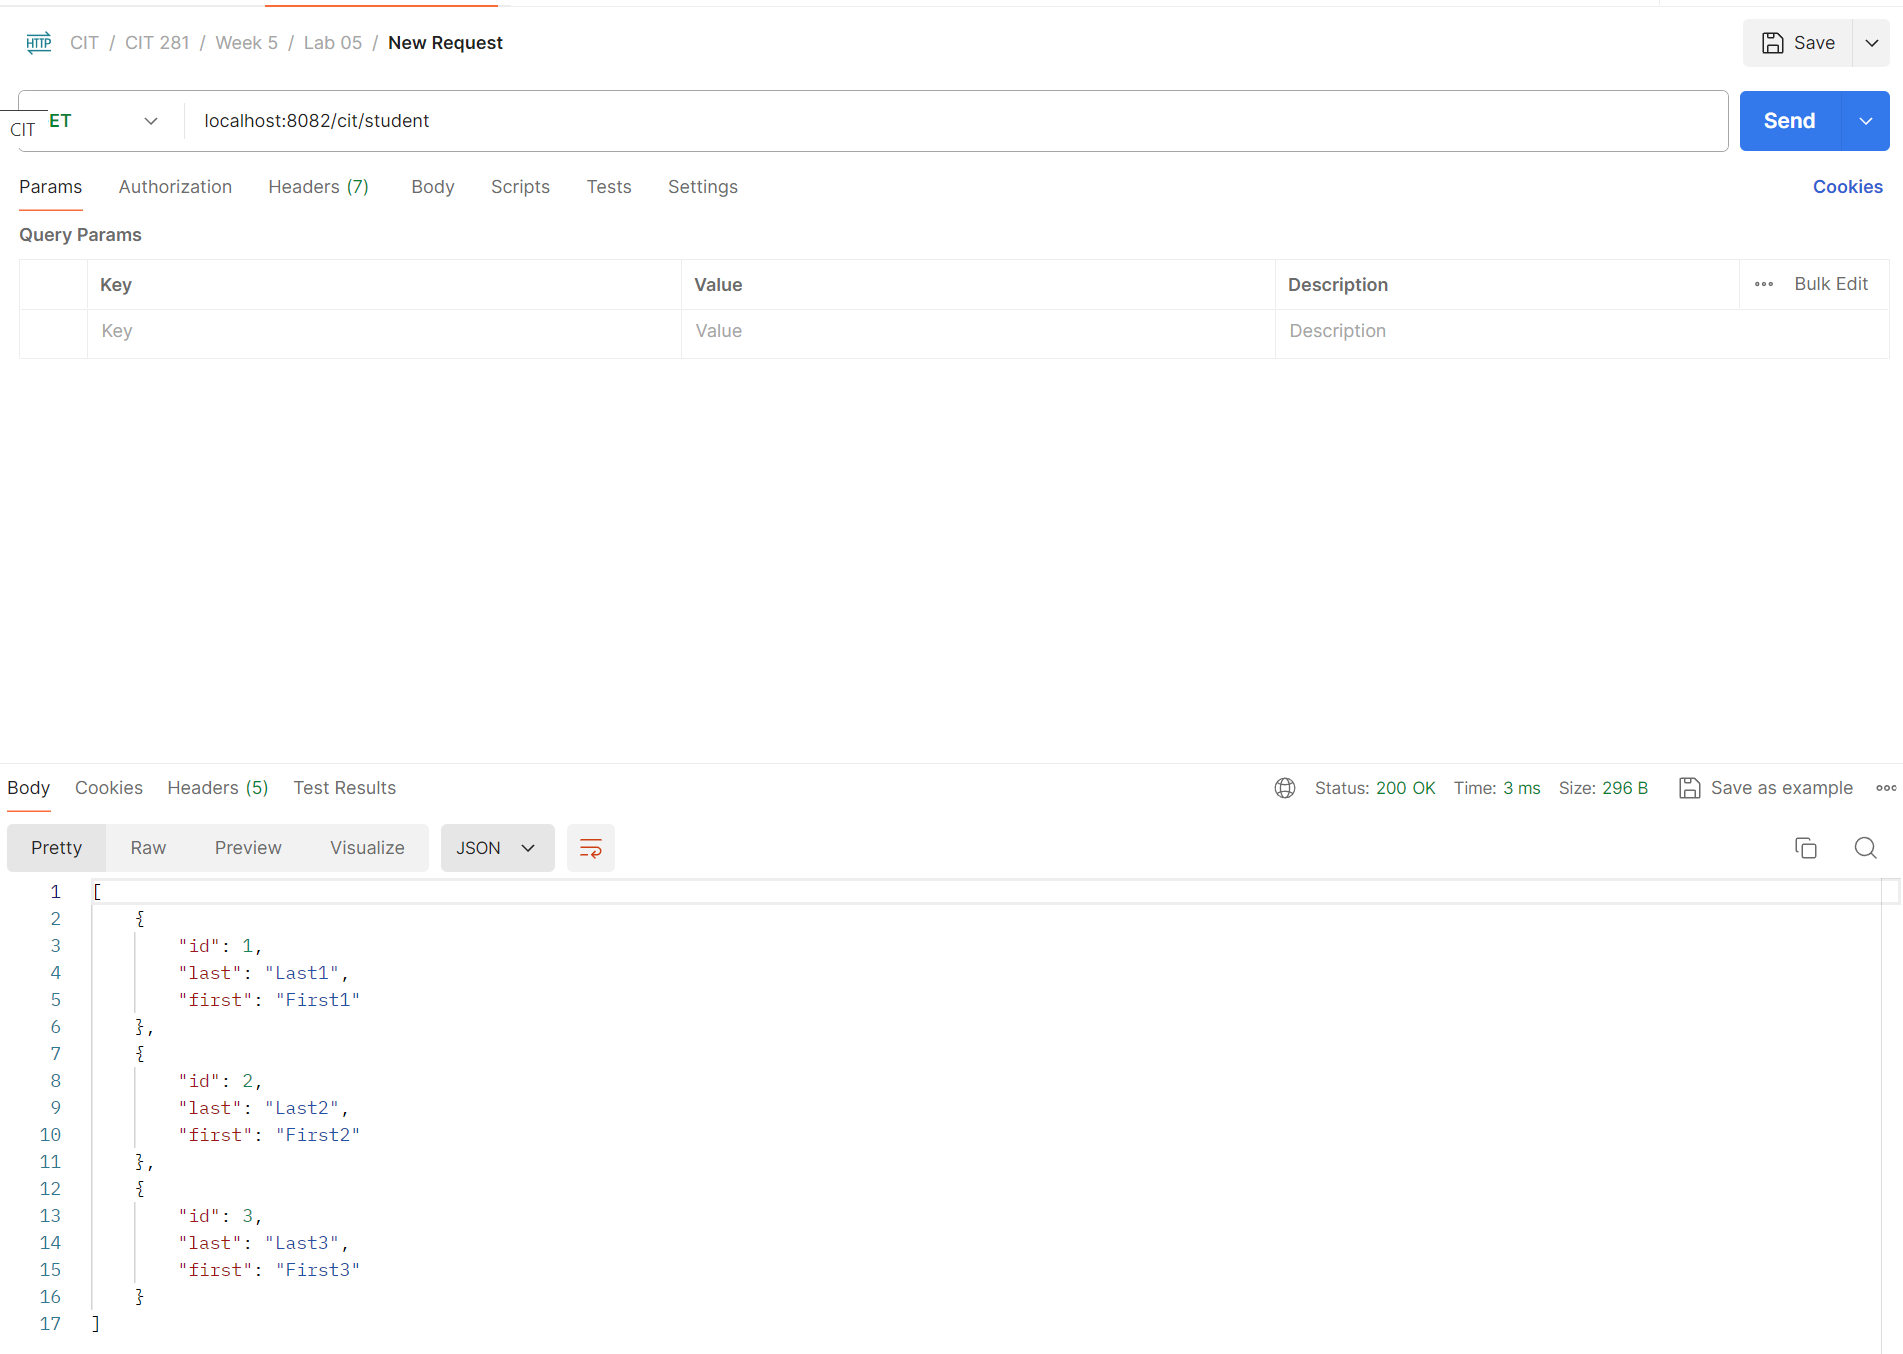 HTTP CIT / CIT 281 / Week 5 / Lab 05 / New Request
Save
CIT
ET localhost:8082/cit/student Send
Params Authorization Headers (7) Body Scripts Tests Settings Cookies
Query Params
Key Value Description Bulk Edit
Key Value Description
Body Cookies Headers (5) Test Results Status: 200 OK Time: 3 ms Size: 296 B Save as example
Pretty Raw Preview Visualize JSON
1 [
2 {
3 "id": 1,
4 "last": "Last1",
5 "first": "First1"
6 },
7 {
8 "id": 2,
9 "last": "Last2",
10 "first": "First2"
11 },
12 {
13 "id": 3,
14 "last": "Last3",
15 "first": "First3"
16 }
17 ]